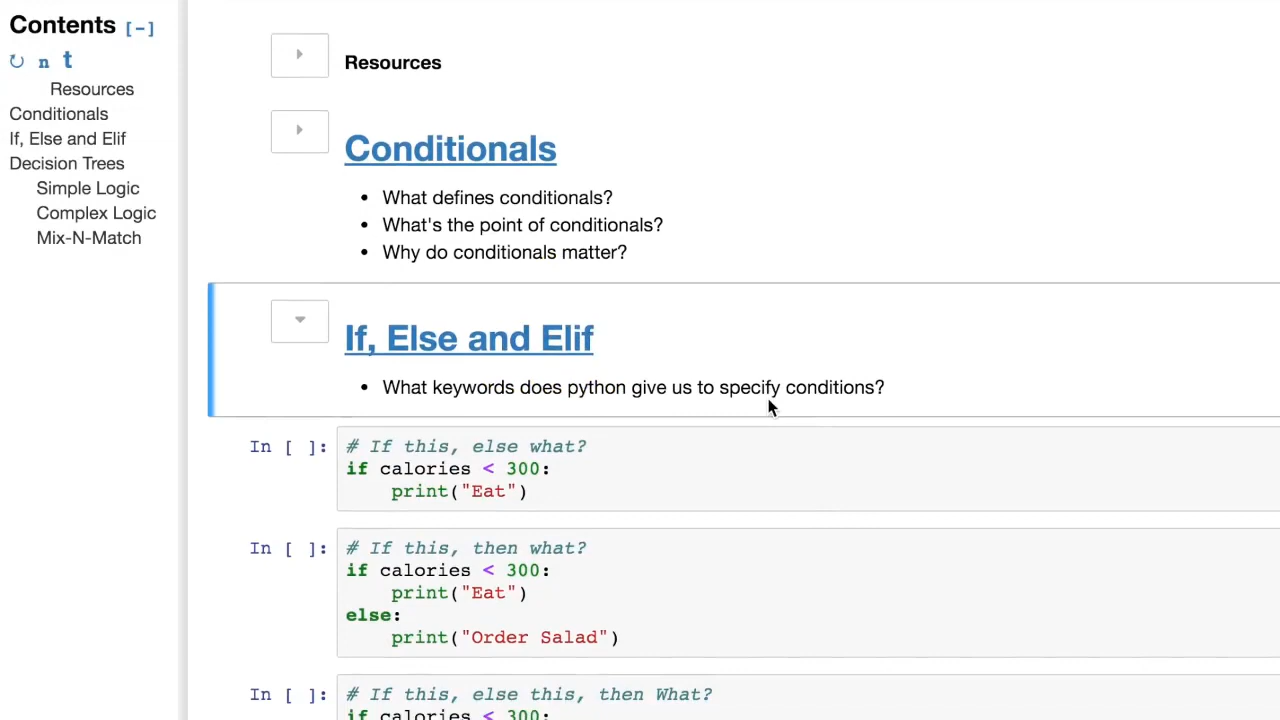 Contents [-]
n t
Resources
Conditionals
If, Else and Elif
Decision Trees
Simple Logic
Complex Logic
Mix-N-Match
Resources
Conditionals
• What defines conditionals?
• What's the point of conditionals?
• Why do conditionals matter?
If, Else and Elif
• What keywords does python give us to specify conditions?
In [ ]:
# If this, else what?
if calories < 300:
    print("Eat")
In [ ]:
# If this, then what?
if calories < 300:
    print("Eat")
else:
    print("Order Salad")
In [ ]:
# If this, else this, then What?
if calories < 300: